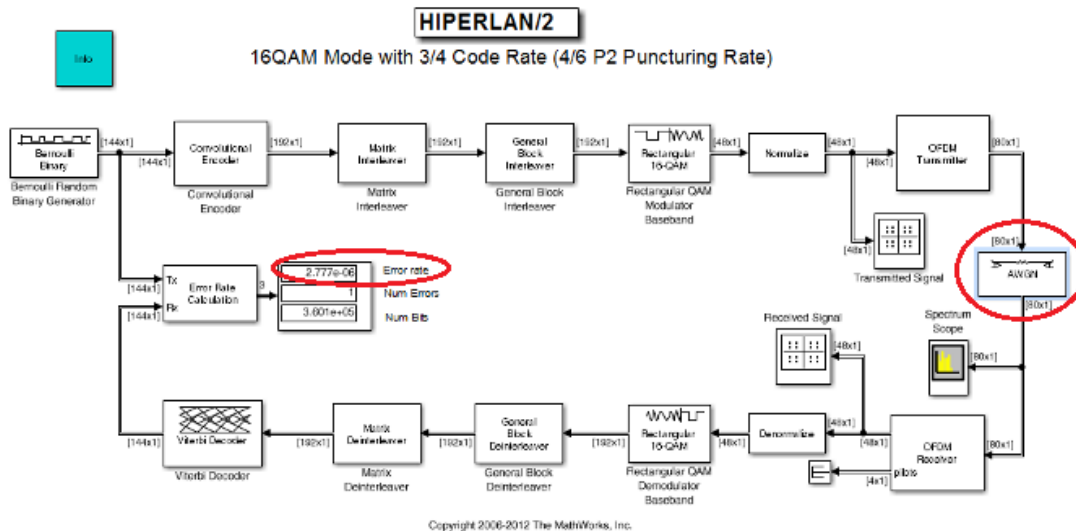 HIPERLAN/2
16QAM Mode with 3/4 Code Rate (4/6 P2 Puncturing Rate)
Info
Bernoulli
Binary
Bernoulli Random
Binary Generator
[144x1]
[144x1]
Convolutional
Encoder
Convolutional
Encoder
[192x1]
Matrix
Interleaver
Matrix
Interleaver
[192x1]
General
Block
Interleaver
General Block
Interleaver
[192x1]
Rectangular
16-QAM
Rectangular QAM
Modulator
Baseband
[48x1]
Normalize
[48x1]
[48x1]
OFDM
Transmitter
[80x1]
[48x1]
Transmitted Signal
[80x1]
AWGN
[80x1]
Tx
Rx
[144x1]
[144x1]
Error Rate
Calculation
3
2.777e-06
1
3.601e+05
Error rate
Num Errors
Num Bits
Received Signal
[48x1]
Spectrum
Scope
[80x1]
[144x1]
Viterbi Decoder
Viterbi Decoder
[192x1]
Matrix
Deinterleaver
Matrix
Deinterleaver
[192x1]
General
Block
Deinterleaver
General Block
Deinterleaver
[192x1]
Rectangular
16-QAM
Rectangular QAM
Demodulator
Baseband
[48x1]
Denormalize
[48x1]
[48x1]
OFDM
Receiver
pilots
[80x1]
[4x1]
Copyright 2006-2012 The MathWorks, Inc.